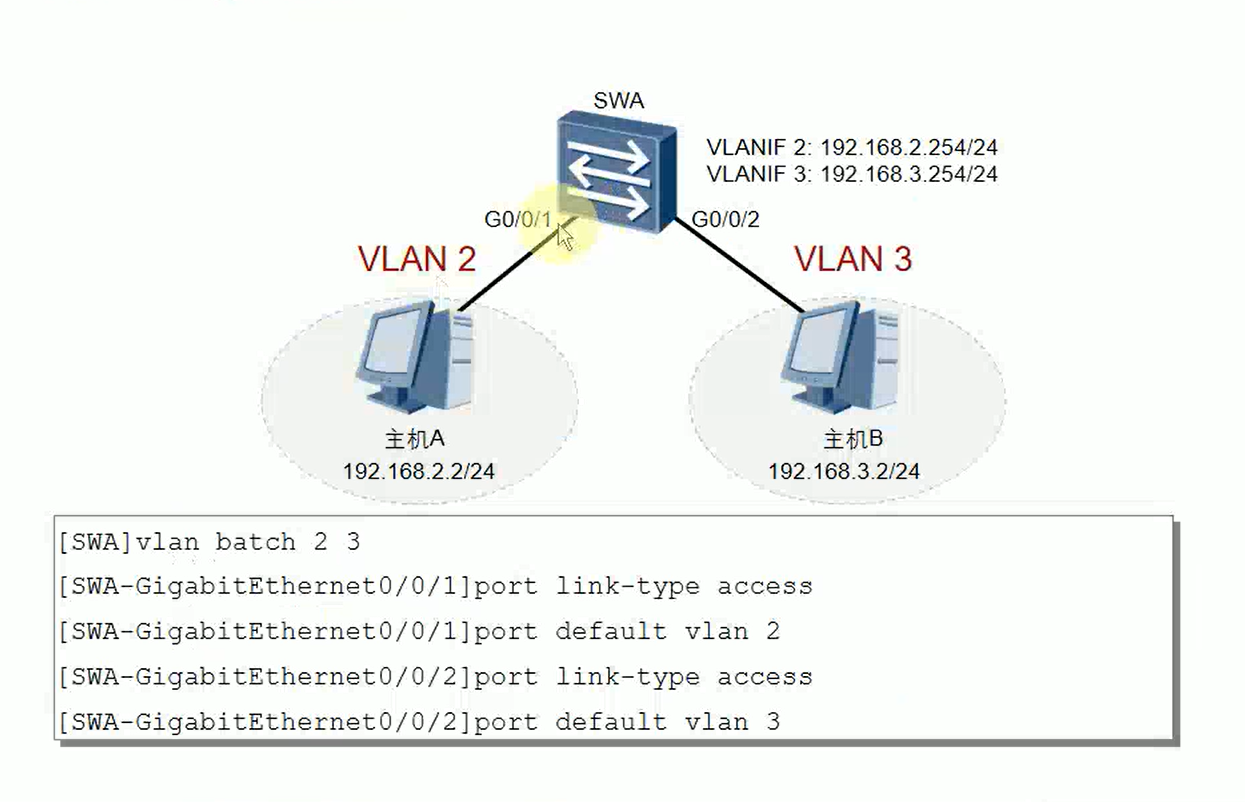 SWA
VLANIF 2: 192.168.2.254/24
VLANIF 3: 192.168.3.254/24
G0/0/1
G0/0/2
VLAN 2
VLAN 3
主机A
192.168.2.2/24
主机B
192.168.3.2/24
[SWA]vlan batch 2 3
[SWA-GigabitEthernet0/0/1]port link-type access
[SWA-GigabitEthernet0/0/1]port default vlan 2
[SWA-GigabitEthernet0/0/2]port link-type access
[SWA-GigabitEthernet0/0/2]port default vlan 3